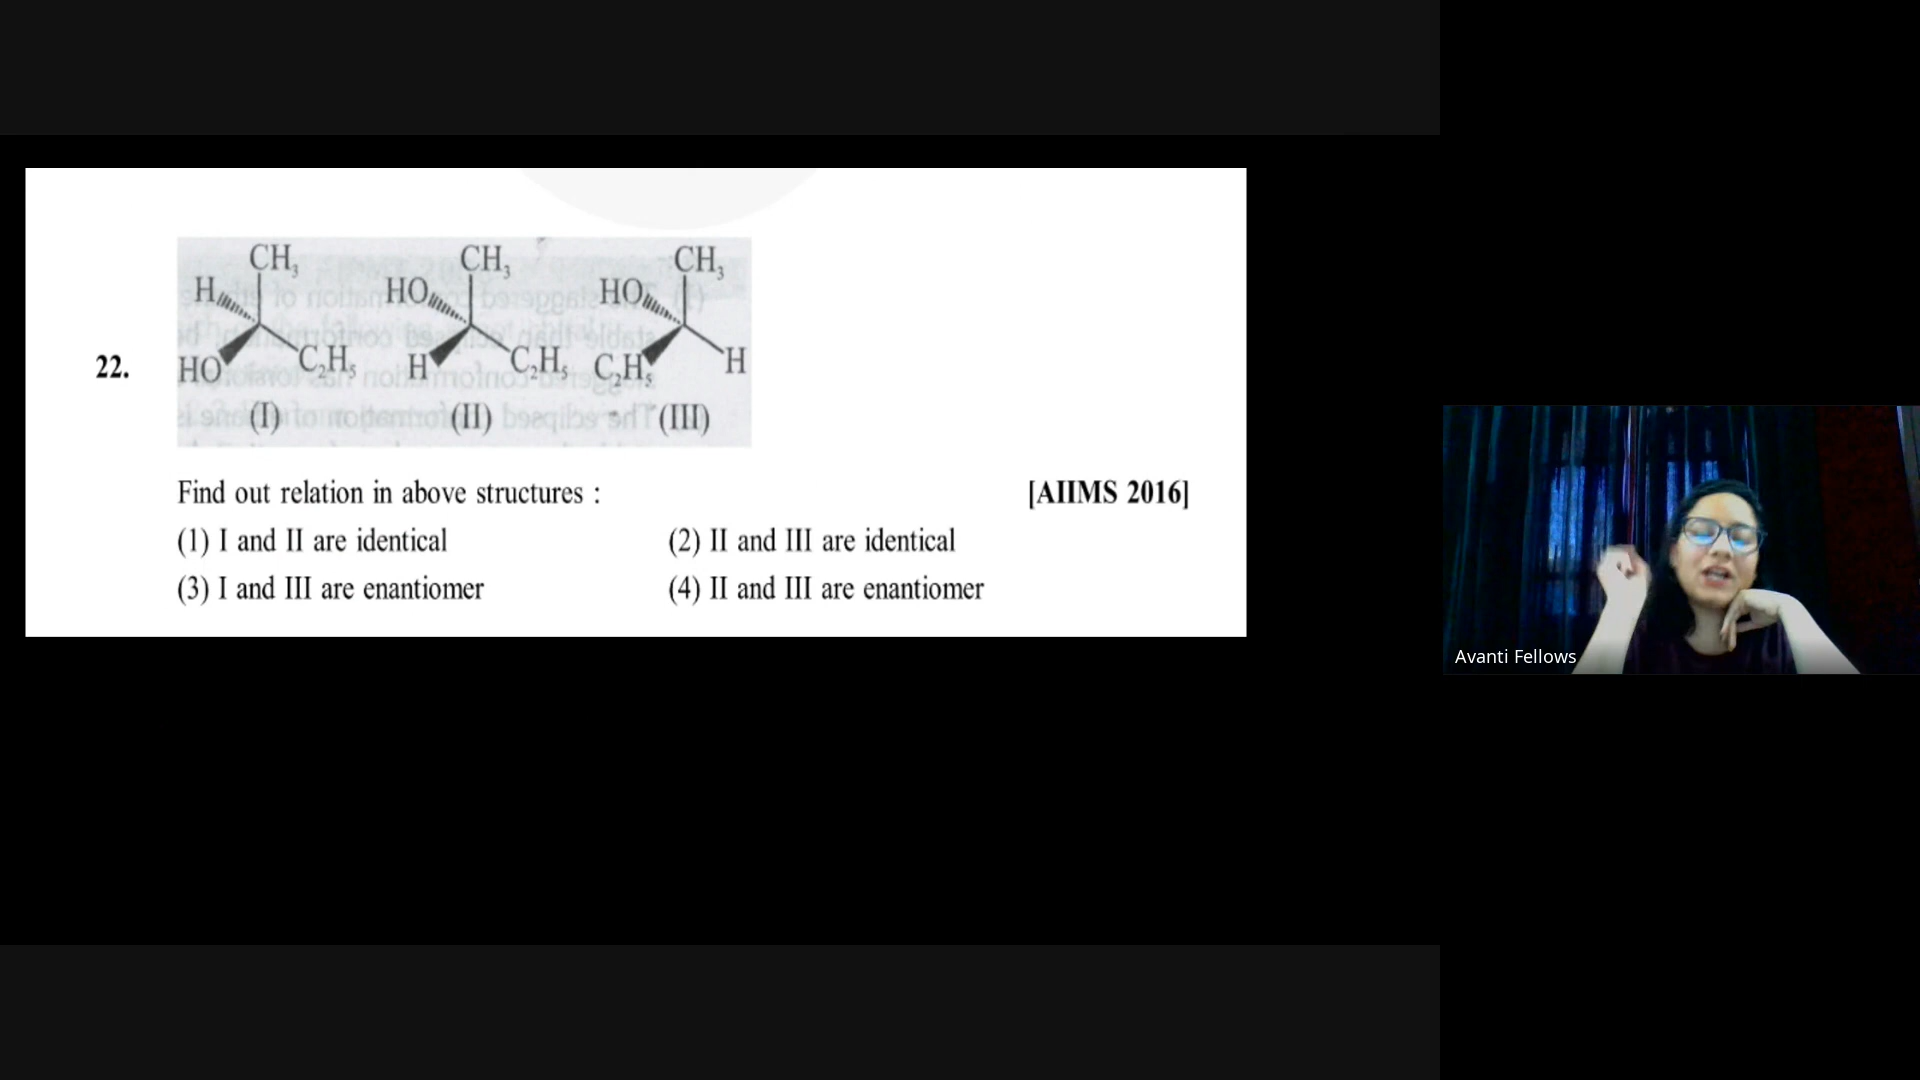 CH₃ CH₃ CH₃
H HO HO
22. HO C₂H₅ H C₂H₅ C₂H₅ H
(I) (II) (III)
Find out relation in above structures : [AIIMS 2016]
(1) I and II are identical (2) II and III are identical
(3) I and III are enantiomer (4) II and III are enantiomer
Avanti Fellows